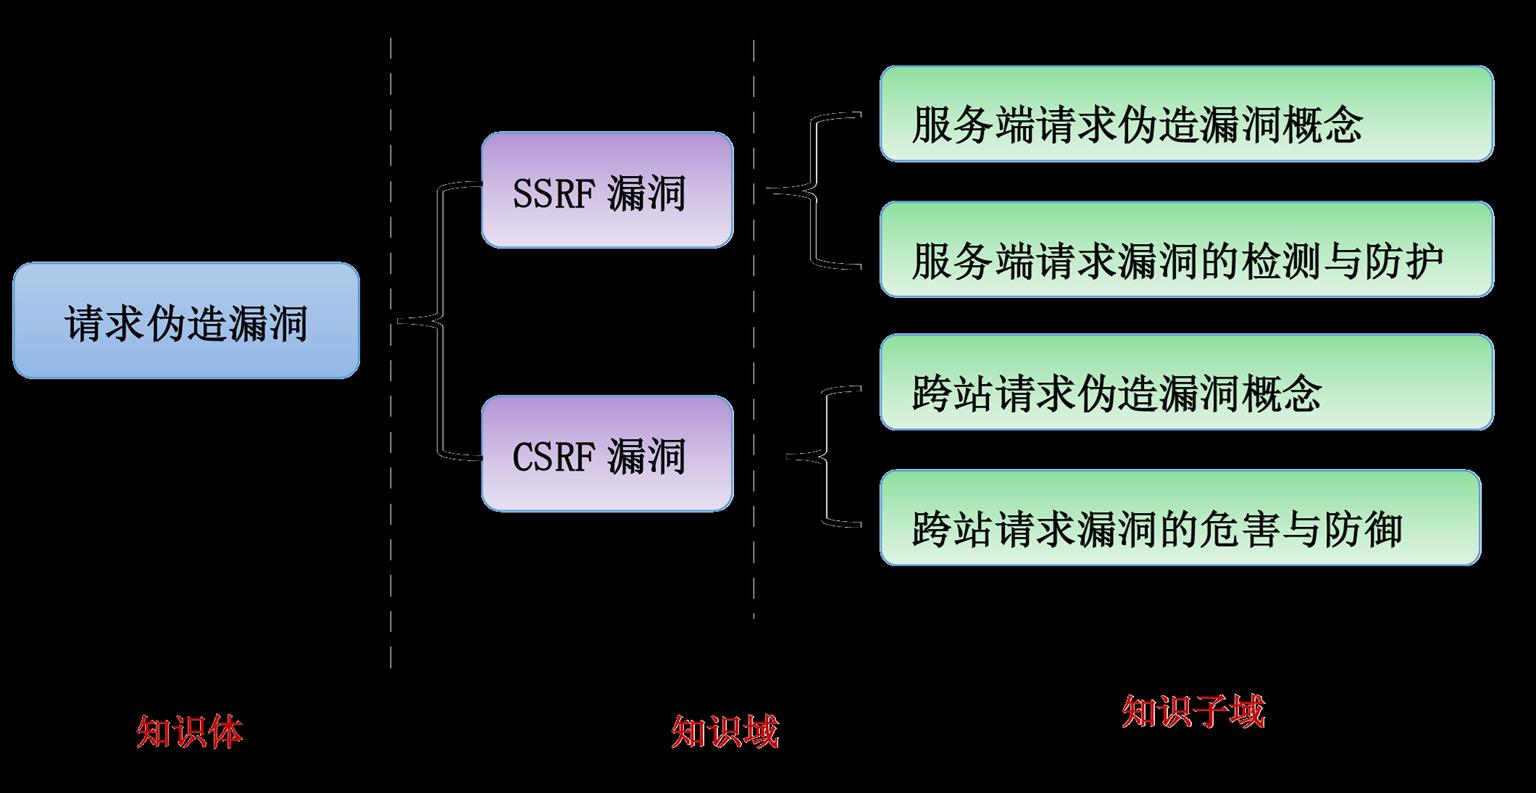 请求伪造漏洞
SSRF 漏洞
CSRF 漏洞
服务端请求伪造漏洞概念
服务端请求漏洞的检测与防护
跨站请求伪造漏洞概念
跨站请求漏洞的危害与防御
知识体
知识域
知识子域